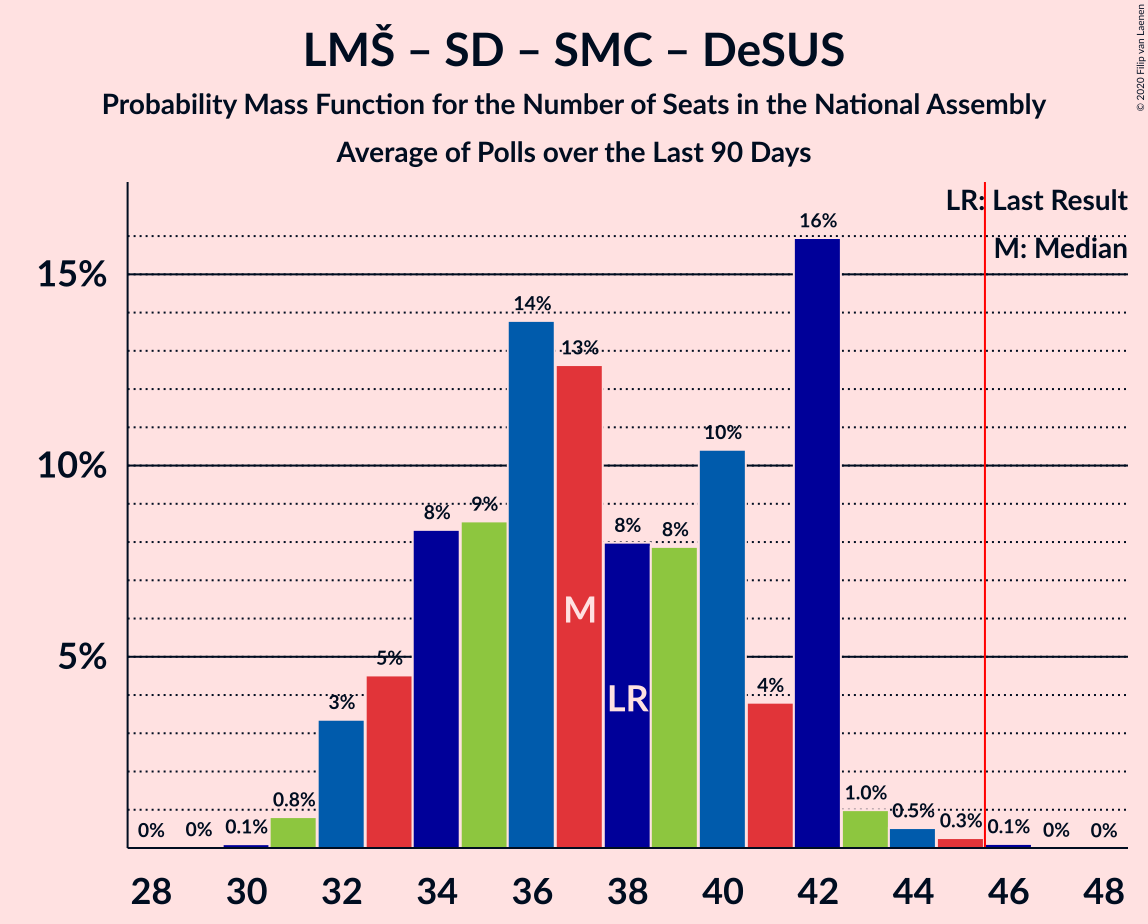 LMŠ – SD – SMC – DeSUS
Probability Mass Function for the Number of Seats in the National Assembly
Average of Polls over the Last 90 Days
© 2020 Filip van Laenen
LR: Last Result
M: Median
15%
10%
5%
0%
0%
0.1%
0.8%
3%
5%
8%
9%
14%
13%
8%
8%
10%
4%
16%
1.0%
0.5%
0.3%
0.1%
0%
0%
M
LR
28 30 32 34 36 38 40 42 44 46 48